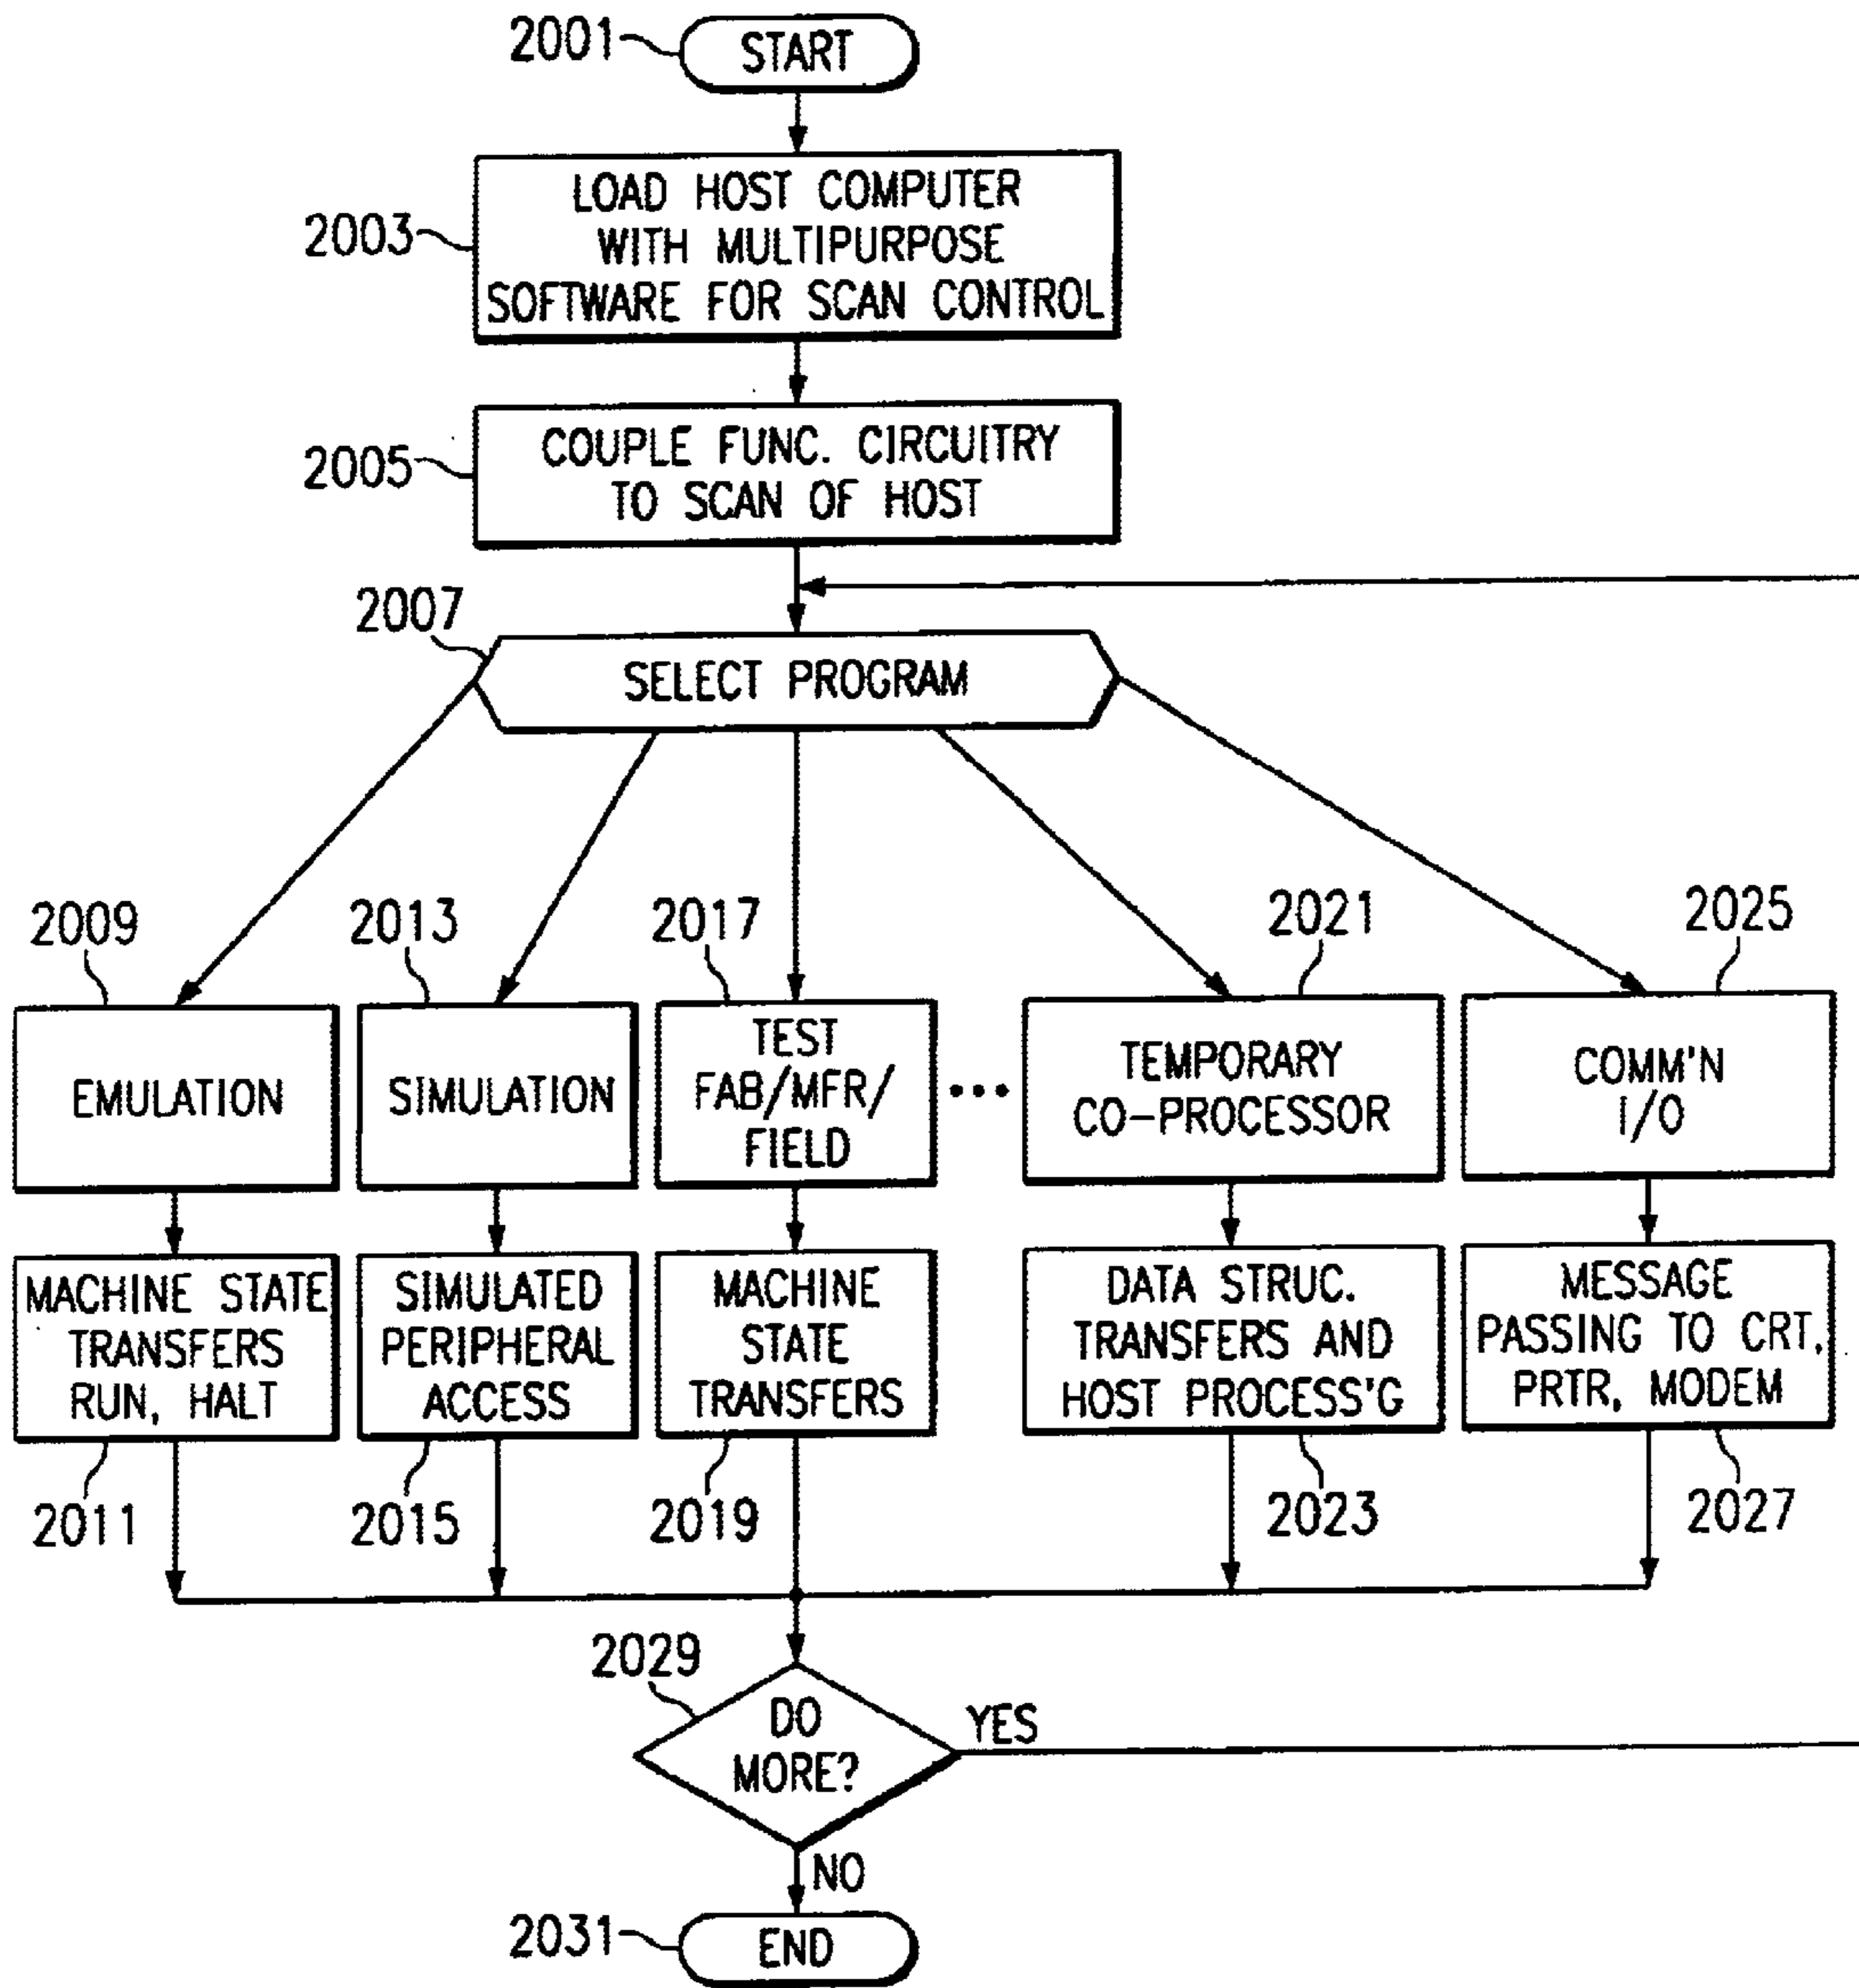 2001
START
2003
LOAD HOST COMPUTER
WITH MULTIPURPOSE
SOFTWARE FOR SCAN CONTROL
2005
COUPLE FUNC. CIRCUITRY
TO SCAN OF HOST
2007
SELECT PROGRAM
2009
EMULATION
2013
SIMULATION
2017
TEST
FAB/MFR/
FIELD
•••
2021
TEMPORARY
CO-PROCESSOR
2025
COMM'N
I/O
MACHINE STATE
TRANSFERS
RUN, HALT
2011
SIMULATED
PERIPHERAL
ACCESS
2015
MACHINE
STATE
TRANSFERS
2019
DATA STRUC.
TRANSFERS AND
HOST PROCESS'G
2023
MESSAGE
PASSING TO CRT,
PRTR, MODEM
2027
2029
DO
MORE?
YES
NO
2031
END